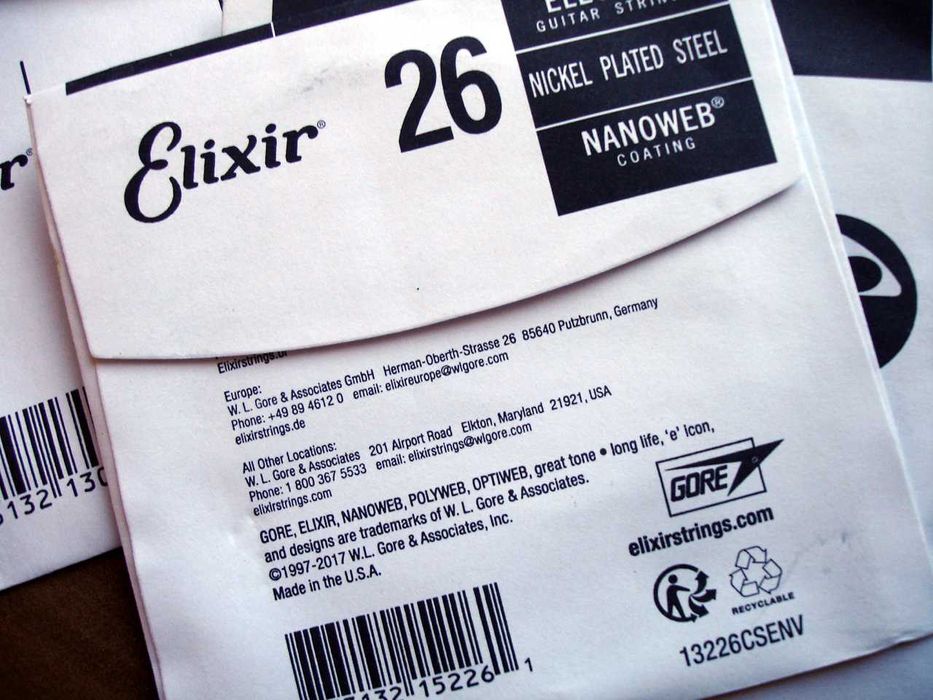 Elixir®
26
GUITAR STRINGS
NICKEL PLATED STEEL
NANOWEB®
COATING
Europe:
W. L. Gore & Associates GmbH Herman-Oberth-Strasse 26 85640 Putzbrunn, Germany
Phone: +49 89 4612 0 email: elixireurope@wlgore.com
elixirstrings.de
All Other Locations:
W. L. Gore & Associates 201 Airport Road Elkton, Maryland 21921, USA
Phone: 1 800 367 5533 email: elixirstrings@wlgore.com
elixirstrings.com
GORE, ELIXIR, NANOWEB, POLYWEB, OPTIWEB, great tone • long life, 'e' icon,
and designs are trademarks of W. L. Gore & Associates.
©1997-2017 W.L. Gore & Associates, Inc.
Made in the U.S.A.
GORE
elixirstrings.com
RECYCLABLE
13226CSENV
15226 1